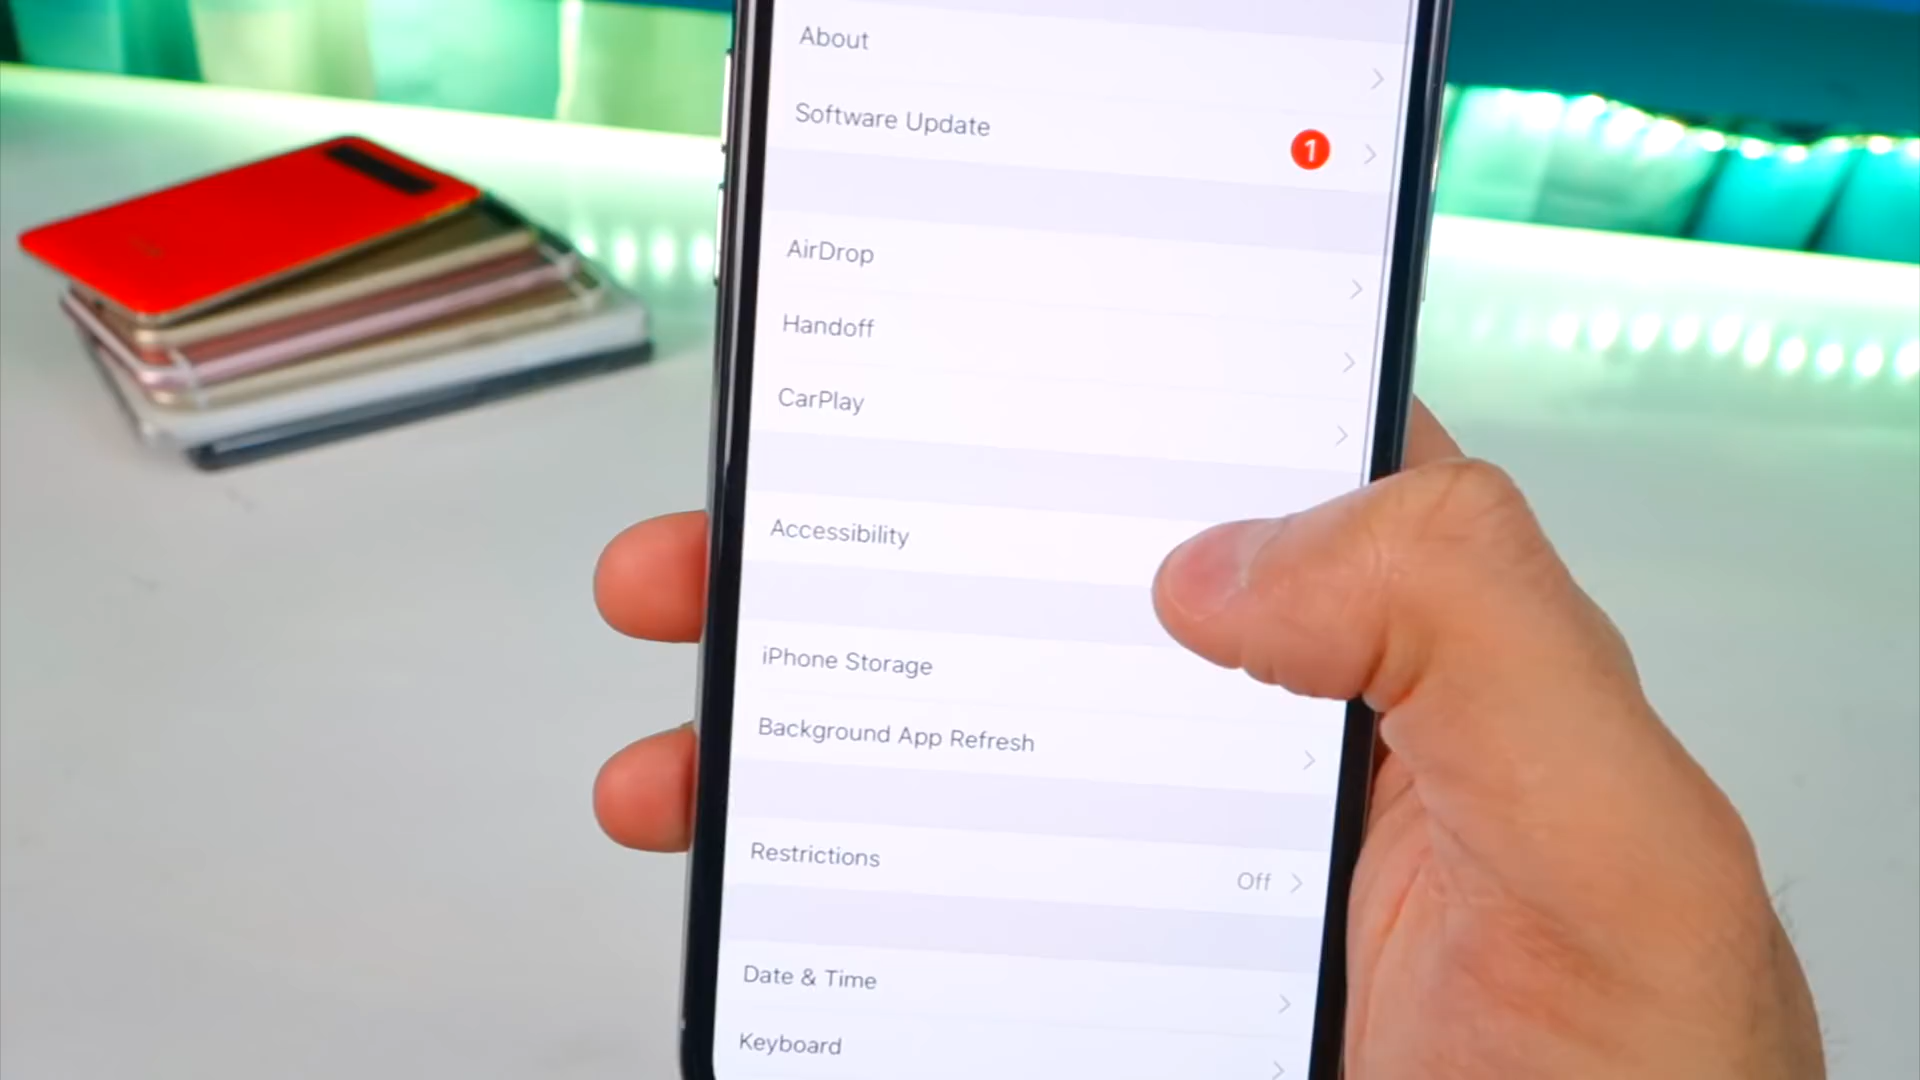 About
Software Update
1
AirDrop
Handoff
CarPlay
Accessibility
iPhone Storage
Background App Refresh
Restrictions
Off
Date & Time
Keyboard